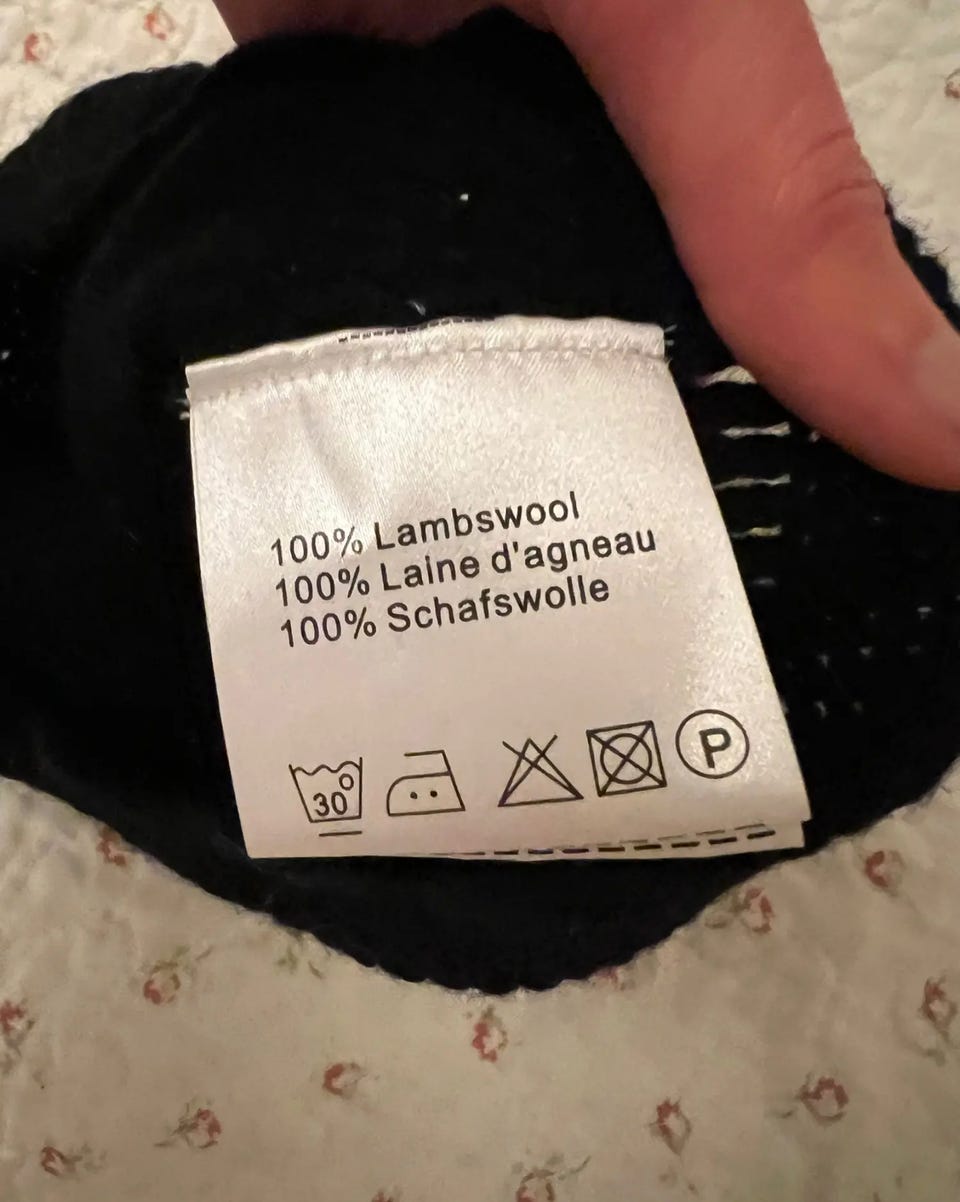 100% Lambswool
100% Laine d'agneau
100% Schafswolle
30° P